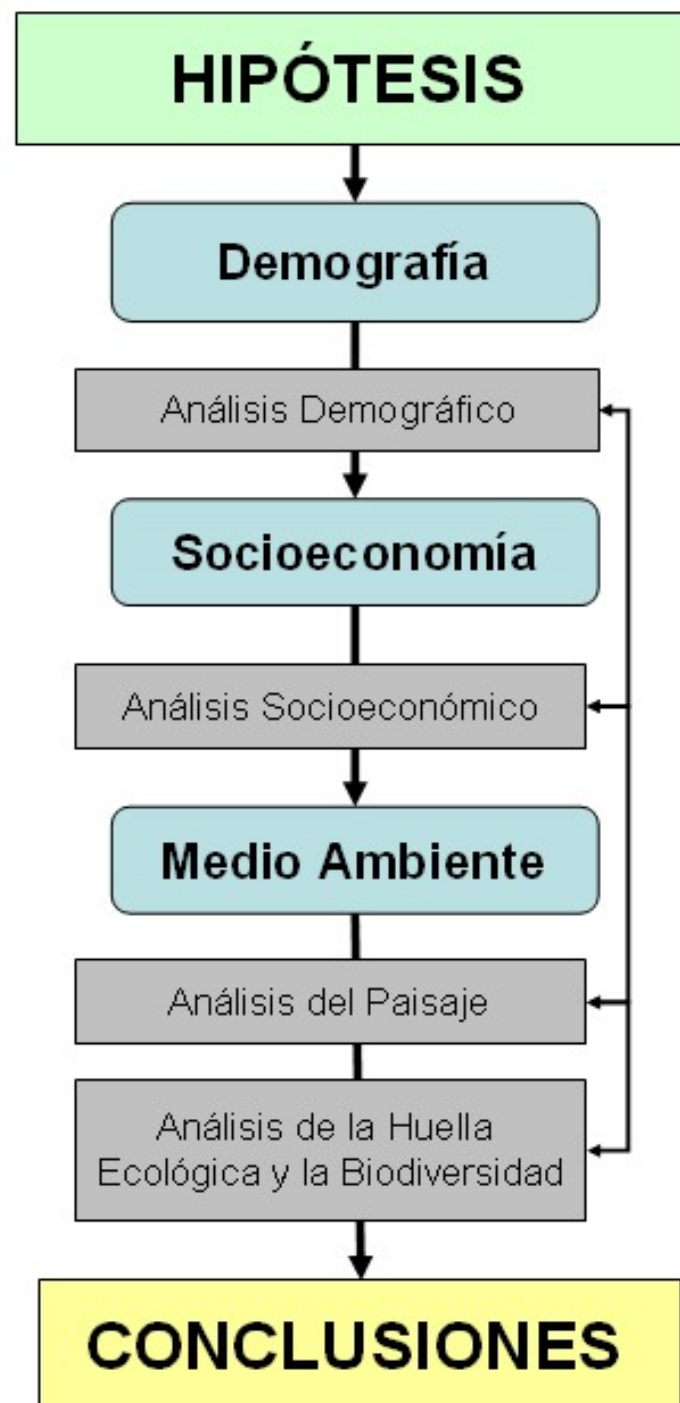 HIPÓTESIS
Demografía
Análisis Demográfico
Socioeconomía
Análisis Socioeconómico
Medio Ambiente
Análisis del Paisaje
Análisis de la Huella
Ecológica y la Biodiversidad
CONCLUSIONES